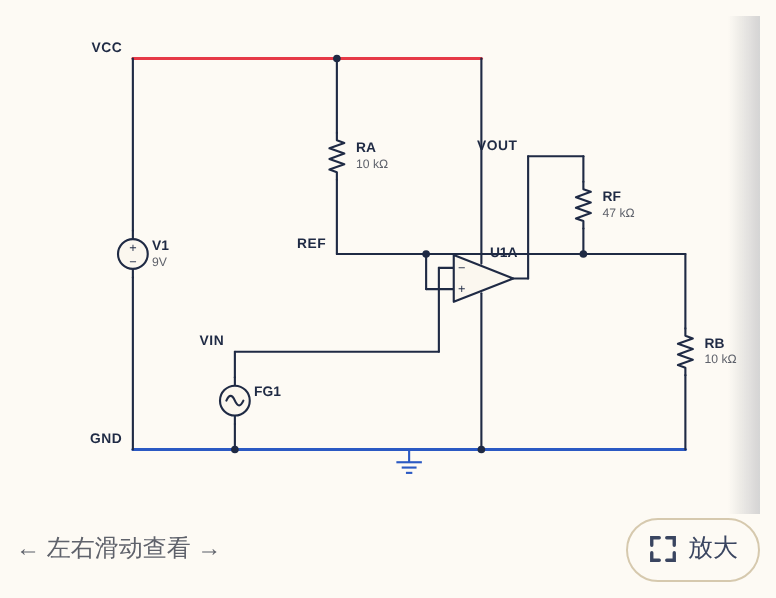 VCC
RA
10 kΩ
VOUT
RF
47 kΩ
REF
V1
9V
+
−
U1A
−
+
VIN
RB
10 kΩ
FG1
GND
← 左右滑动查看 →
放大